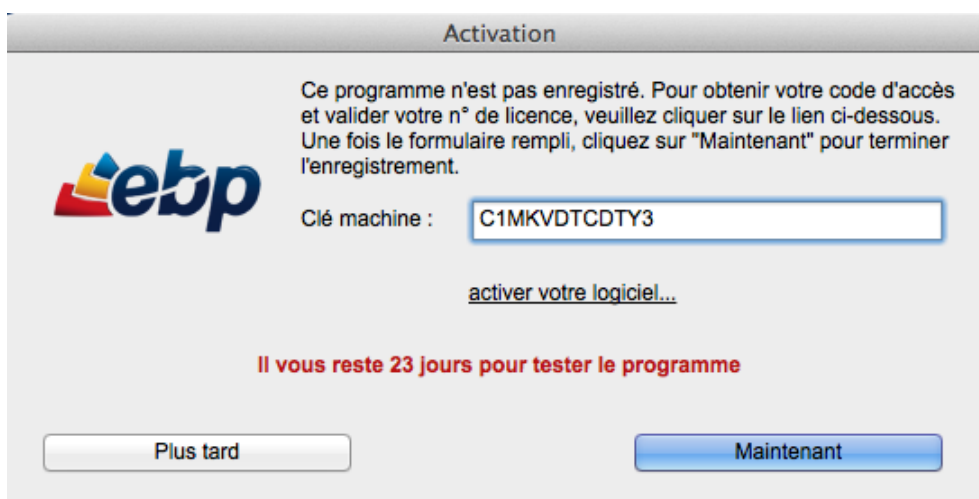 Activation
Ce programme n'est pas enregistré. Pour obtenir votre code d'accès
et valider votre n° de licence, veuillez cliquer sur le lien ci-dessous.
Une fois le formulaire rempli, cliquez sur "Maintenant" pour terminer
l'enregistrement.
ebp
Clé machine : C1MKVDTCDTY3
activer votre logiciel...
Il vous reste 23 jours pour tester le programme
Plus tard Maintenant